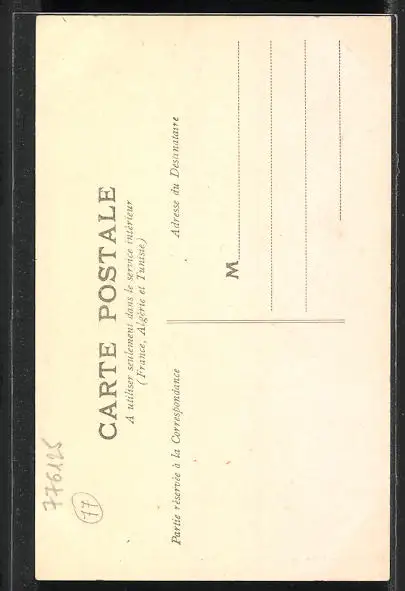 776125
77
CARTE POSTALE
A utiliser seulement dans le service intérieur
(France, Algérie et Tunisie)
Partie réservée à la Correspondance
Adresse du Destinataire
M